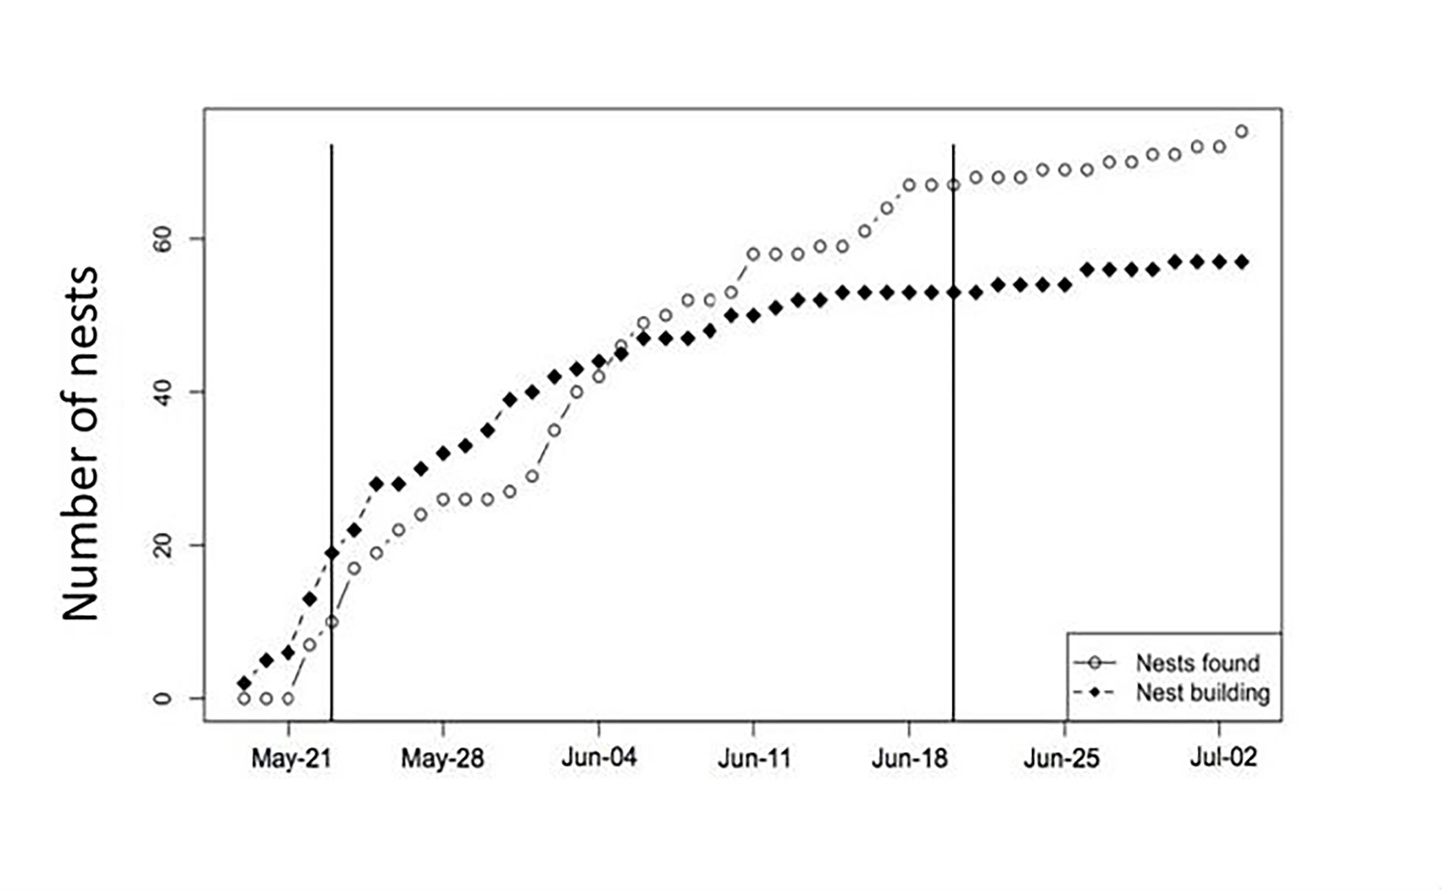 Number of nests
60
40
20
0
May-21 May-28 Jun-04 Jun-11 Jun-18 Jun-25 Jul-02
Nests found
Nest building